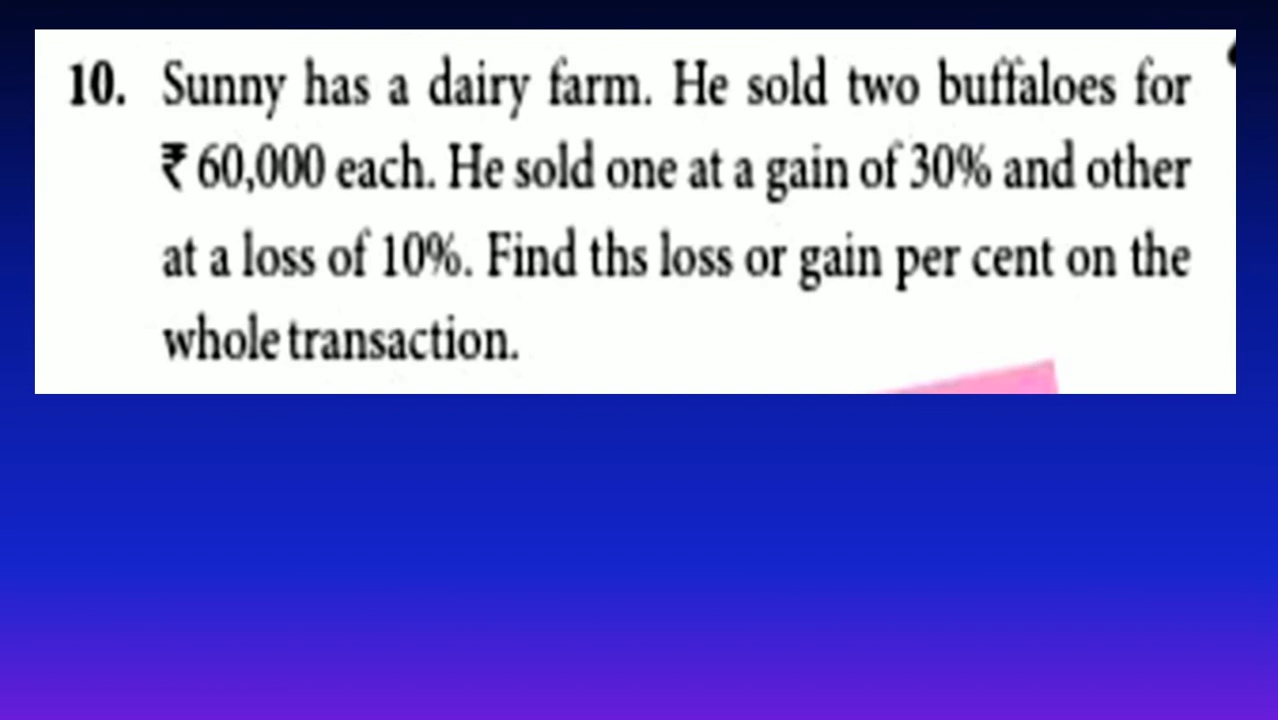 10. Sunny has a dairy farm. He sold two buffaloes for
₹ 60,000 each. He sold one at a gain of 30% and other
at a loss of 10%. Find ths loss or gain per cent on the
whole transaction.